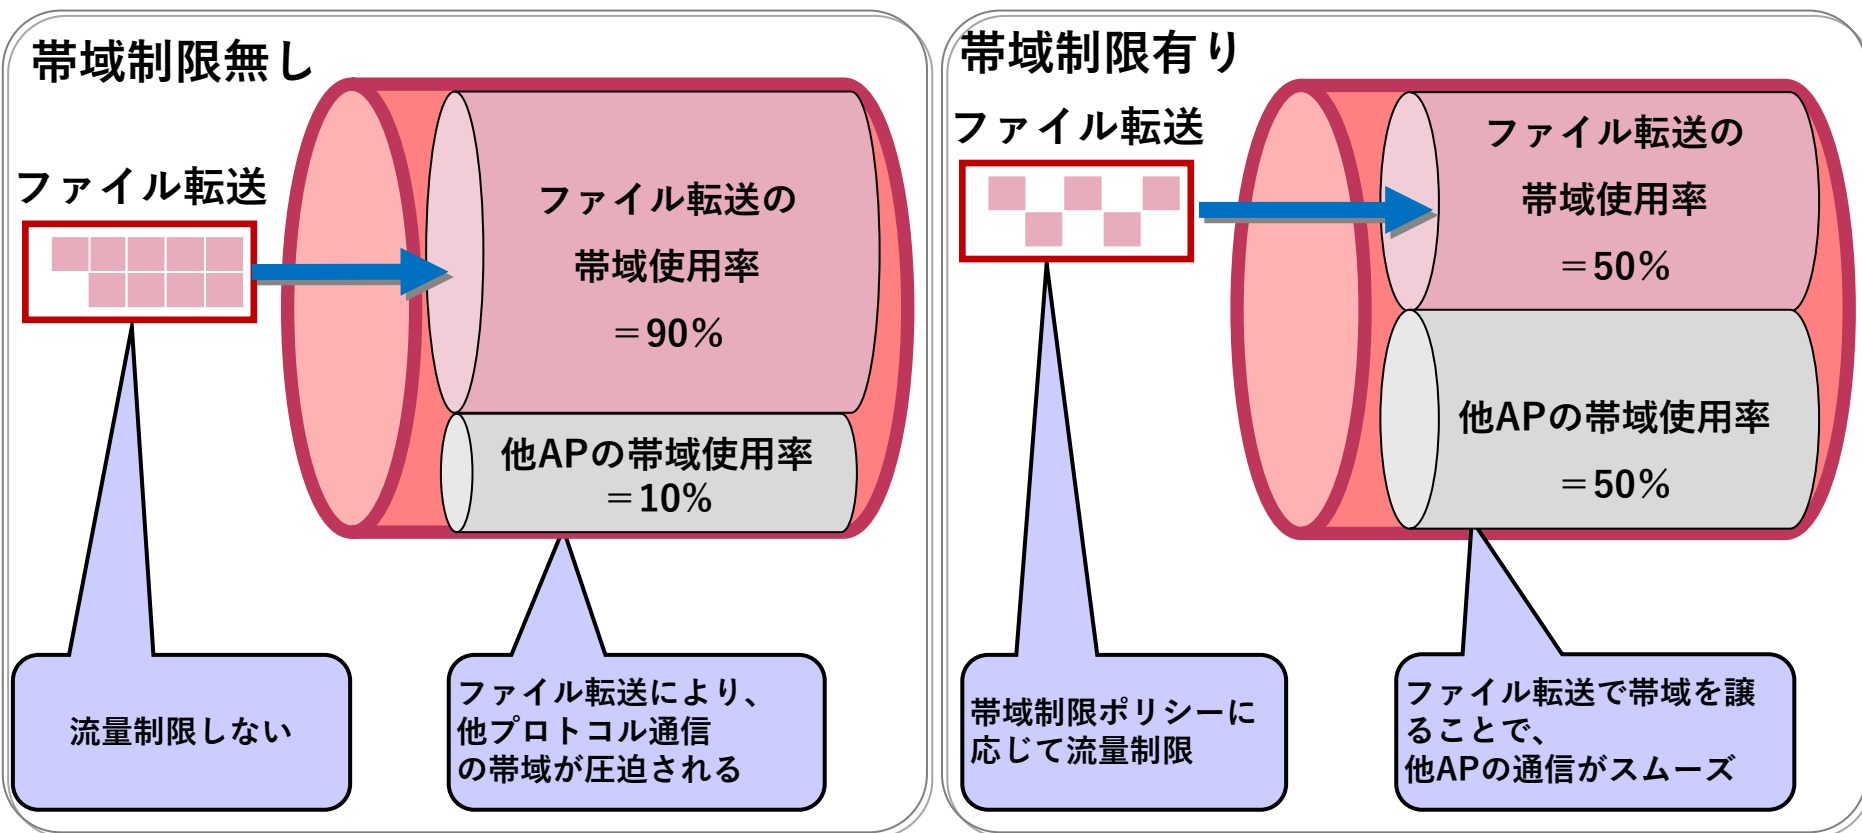 帯域制限無し
ファイル転送
ファイル転送の
帯域使用率
＝90%
他APの帯域使用率
＝10%
流量制限しない
ファイル転送により、
他プロトコル通信
の帯域が圧迫される
帯域制限有り
ファイル転送
ファイル転送の
帯域使用率
＝50%
他APの帯域使用率
＝50%
帯域制限ポリシーに
応じて流量制限
ファイル転送で帯域を譲
ることで、
他APの通信がスムーズ